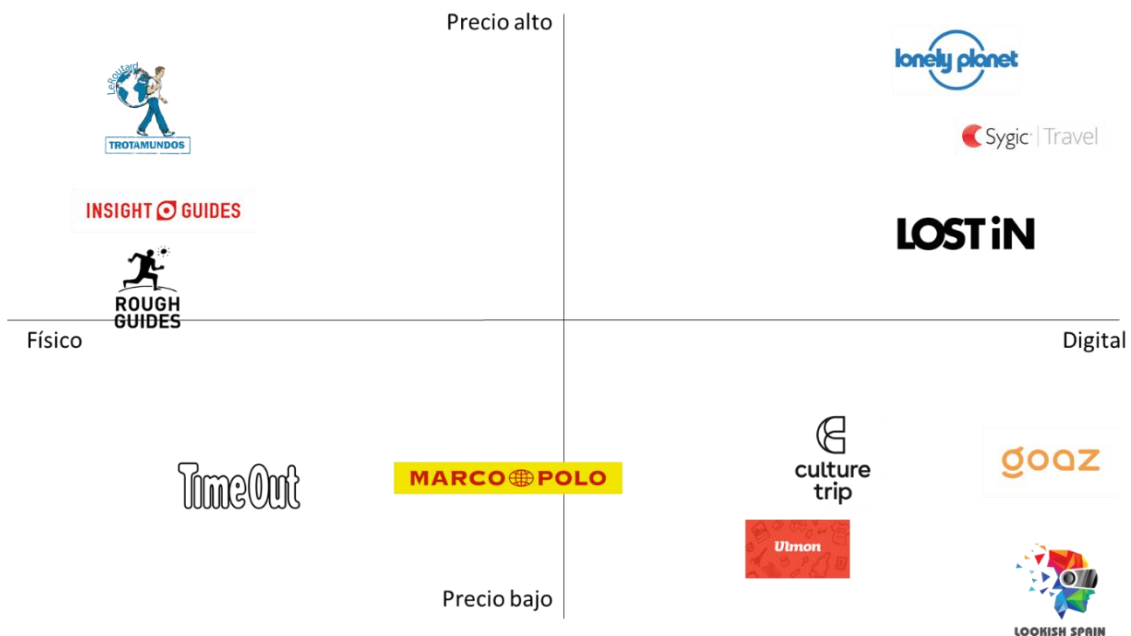 Precio alto
lonely planet
LeRoutard
TROTAMUNDOS
Sygic Travel
INSIGHT GUIDES
LOST iN
ROUGH
GUIDES
Físico
Digital
culture
trip
goaz
TimeOut
MARCO POLO
Ulmon
Precio bajo
LOOKISH SPAIN